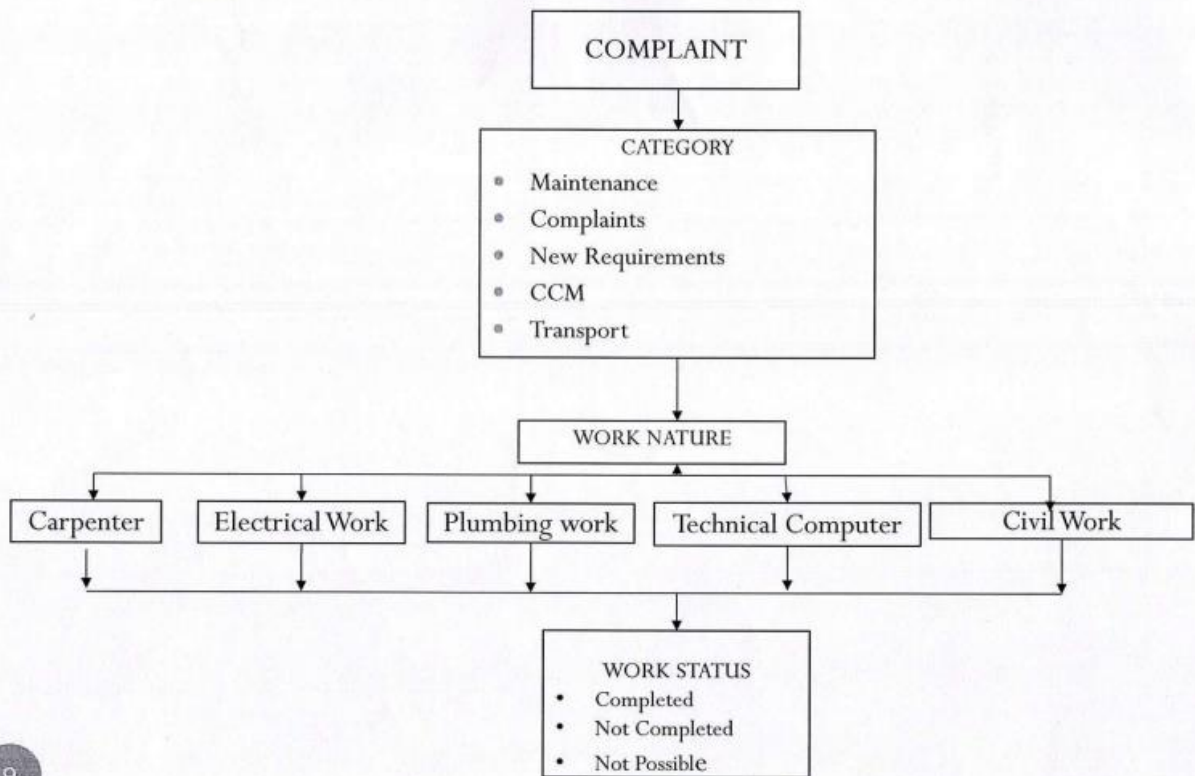 COMPLAINT
CATEGORY
Maintenance
Complaints
New Requirements
CCM
Transport
WORK NATURE
Carpenter
Electrical Work
Plumbing work
Technical Computer
Civil Work
WORK STATUS
Completed
Not Completed
Not Possible